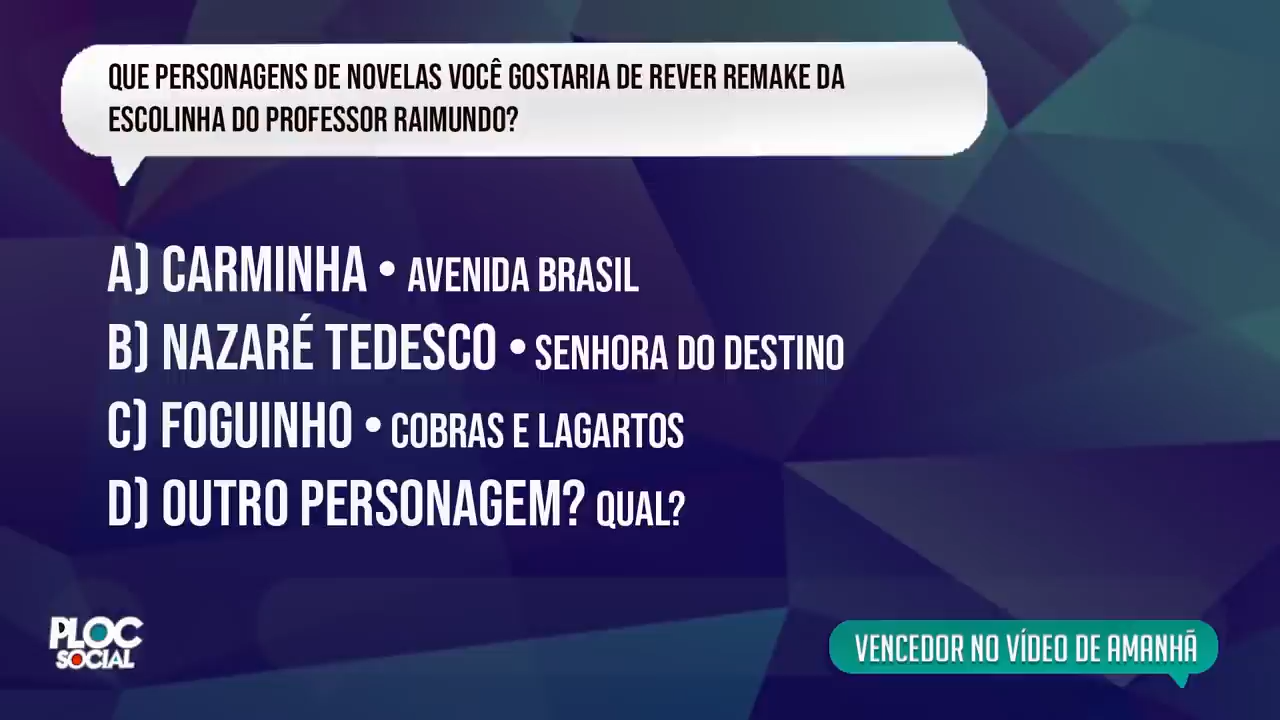 QUE PERSONAGENS DE NOVELAS VOCÊ GOSTARIA DE REVER REMAKE DA
ESCOLINHA DO PROFESSOR RAIMUNDO?
A) CARMINHA • AVENIDA BRASIL
B) NAZARÉ TEDESCO • SENHORA DO DESTINO
C) FOGUINHO • COBRAS E LAGARTOS
D) OUTRO PERSONAGEM? QUAL?
PLOC
SOCIAL
VENCEDOR NO VÍDEO DE AMANHÃ